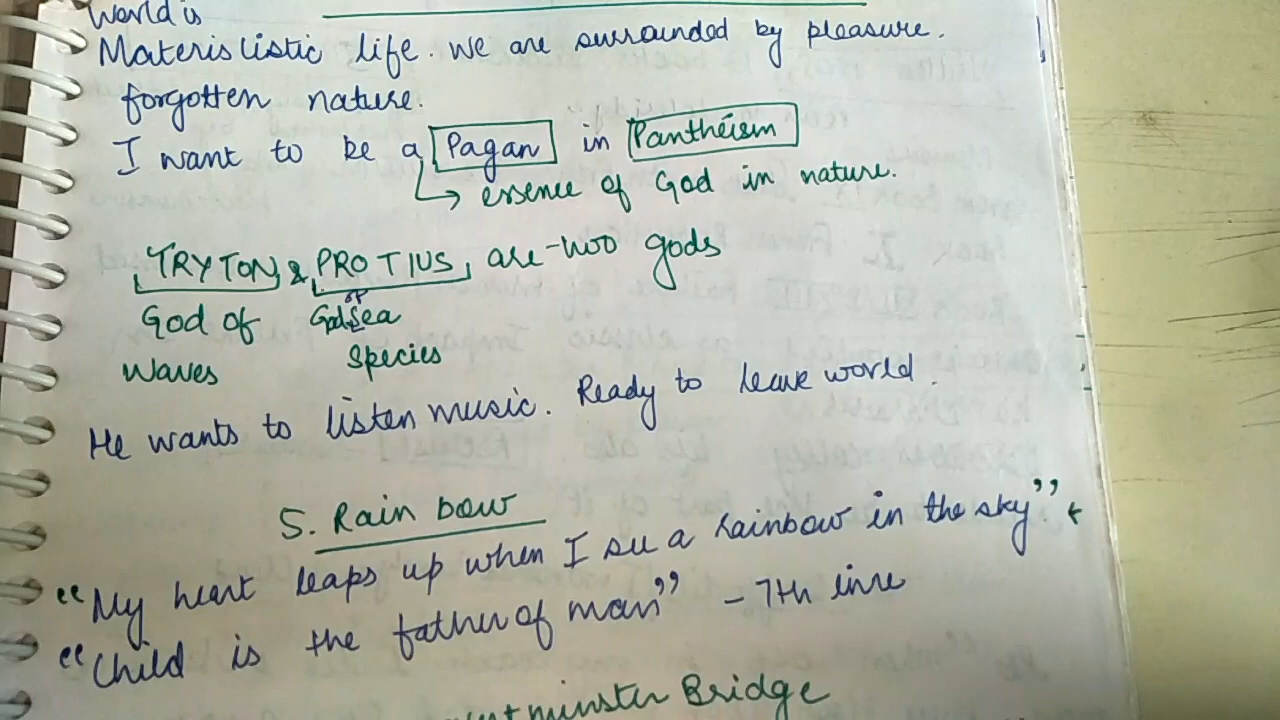 World is
Materislistic life. We are surrounded by pleasure.
forgotten nature.
I want to be a Pagan in Pantheism
→ essence of God in nature.
TRYTON & PROTIUS, are two gods
God of God of Sea
Waves Species
He wants to listen music. Ready to leave world.
5. Rain bow
"My heart leaps up when I see a rainbow in the sky".
"Child is the father of man" - 7th line
minster Bridge